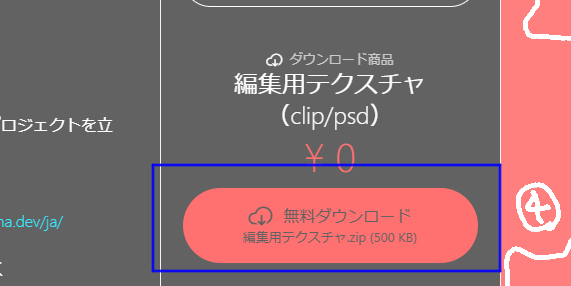 ダウンロード商品
編集用テクスチャ
（clip/psd）
¥ 0
ロジェクトを立
無料ダウンロード
編集用テクスチャ.zip (500 KB)
na.dev/ja/
④